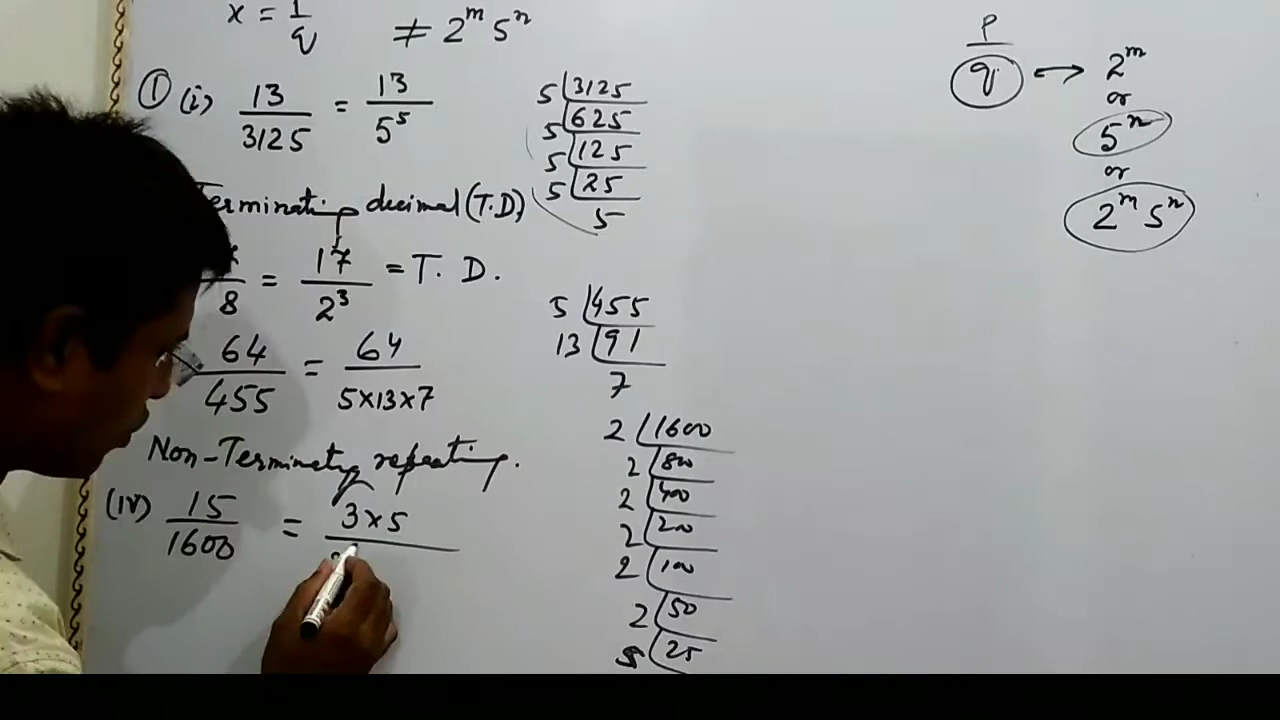 x = 1/q ≠ 2^m 5^n
① (i) 13/3125 = 13/5^5
Terminating decimal (T.D)
/8 = 17/2^3 = T. D.
64/455 = 64/5×13×7
Non-Terminating repeating.
(iv) 15/1600 = 3×5
5 3125
5 625
5 125
5 25
5
5 455
13 91
7
2 1600
2 800
2 400
2 200
2 100
2 50
5 25
p/q ↔ 2^m
or
5^n
or
2^m 5^n